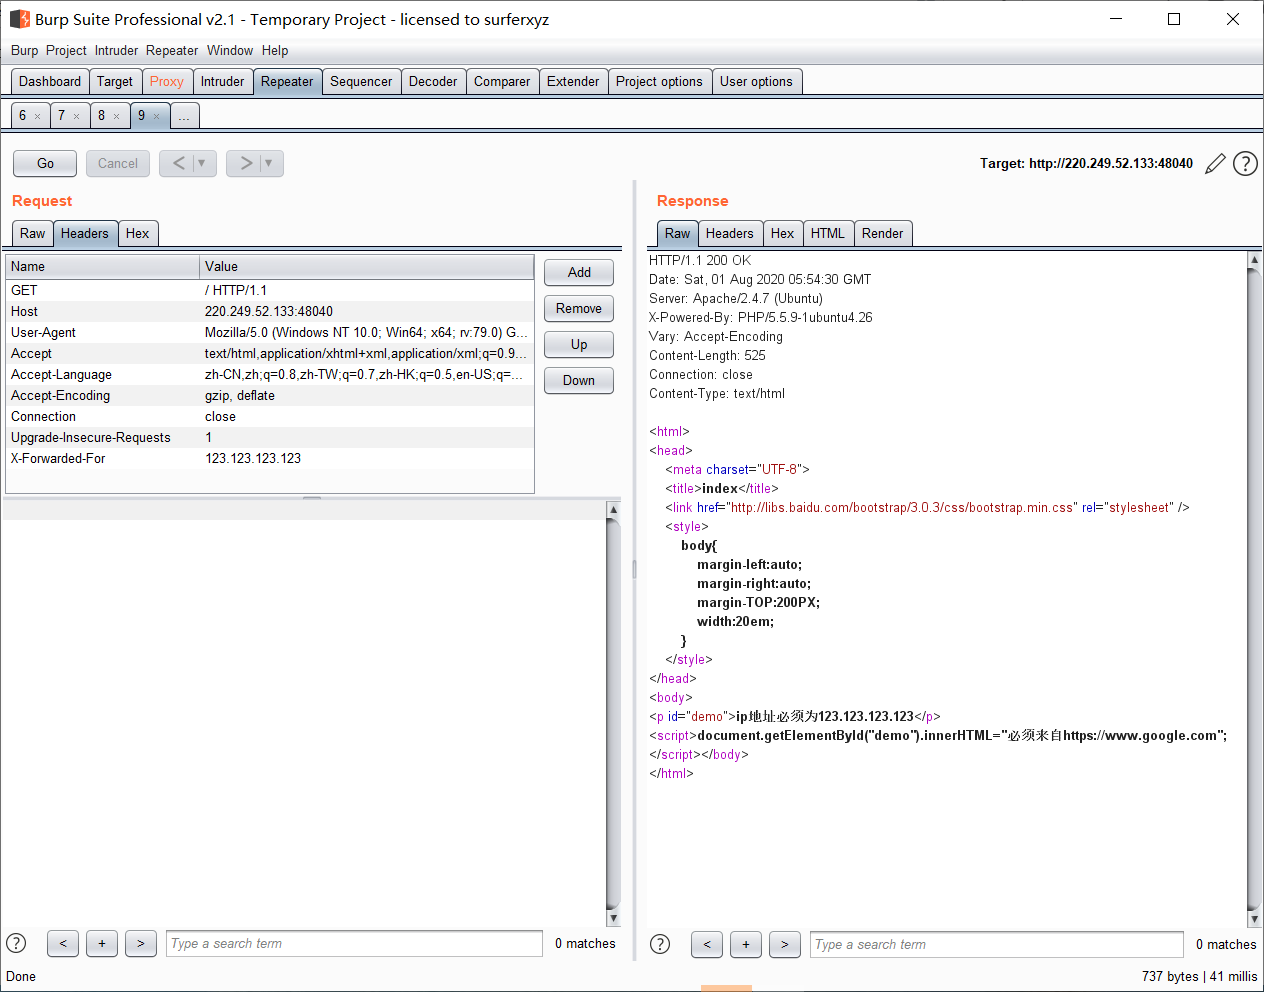 Burp Suite Professional v2.1 - Temporary Project - licensed to surferxyz
Burp Project Intruder Repeater Window Help
Dashboard Target Proxy Intruder Repeater Sequencer Decoder Comparer Extender Project options User options
6 × 7 × 8 × 9 × ...
Go Cancel < ▼ > ▼ Target: http://220.249.52.133:48040 ?
Request
Raw Headers Hex
Name Value
GET / HTTP/1.1
Host 220.249.52.133:48040
User-Agent Mozilla/5.0 (Windows NT 10.0; Win64; x64; rv:79.0) G...
Accept text/html,application/xhtml+xml,application/xml;q=0.9...
Accept-Language zh-CN,zh;q=0.8,zh-TW;q=0.7,zh-HK;q=0.5,en-US;q=...
Accept-Encoding gzip, deflate
Connection close
Upgrade-Insecure-Requests 1
X-Forwarded-For 123.123.123.123
Add
Remove
Up
Down
? < + > Type a search term 0 matches
Response
Raw Headers Hex HTML Render
HTTP/1.1 200 OK
Date: Sat, 01 Aug 2020 05:54:30 GMT
Server: Apache/2.4.7 (Ubuntu)
X-Powered-By: PHP/5.5.9-1ubuntu4.26
Vary: Accept-Encoding
Content-Length: 525
Connection: close
Content-Type: text/html
<html>
<head>
<meta charset="UTF-8">
<title>index</title>
<link href="http://libs.baidu.com/bootstrap/3.0.3/css/bootstrap.min.css" rel="stylesheet" />
<style>
body{
margin-left:auto;
margin-right:auto;
margin-TOP:200PX;
width:20em;
}
</style>
</head>
<body>
<p id="demo">ip地址必须为123.123.123.123</p>
<script>document.getElementById("demo").innerHTML="必须来自https://www.google.com";
</script></body>
</html>
? < + > Type a search term 0 matches
Done 737 bytes | 41 millis